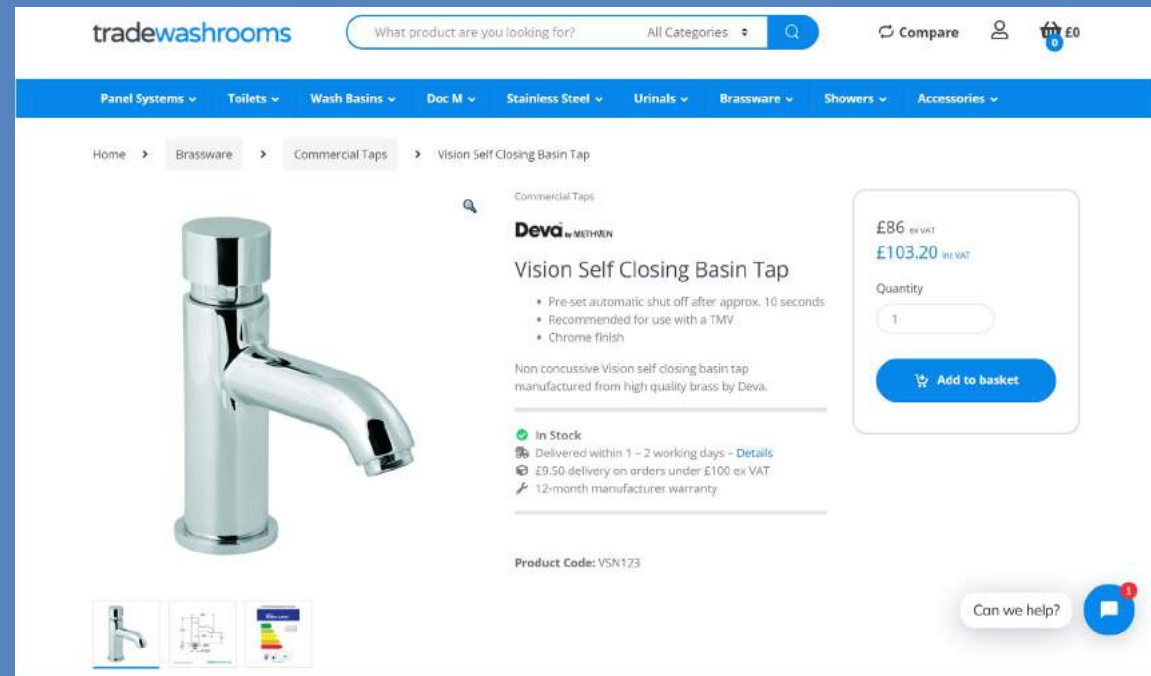 tradewashrooms
What product are you looking for? All Categories
Compare
0 £0
Panel Systems Toilets Wash Basins Doc M Stainless Steel Urinals Brassware Showers Accessories
Home > Brassware > Commercial Taps > Vision Self Closing Basin Tap
Commercial Taps
Deva by METHVEN
Vision Self Closing Basin Tap
• Pre-set automatic shut off after approx. 10 seconds
• Recommended for use with a TMV
• Chrome finish
Non concussive Vision self closing basin tap
manufactured from high quality brass by Deva.
In Stock
Delivered within 1 – 2 working days – Details
£9.50 delivery on orders under £100 ex VAT
12-month manufacturer warranty
Product Code: VSN123
£86 ex VAT
£103.20 inc VAT
Quantity
1
Add to basket
Can we help?
1